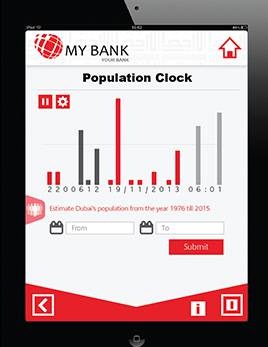 iPad
10:02
MY BANK
YOUR BANK
Population Clock
2200612 19/11/2013 06:01
Estimate Dubai's population from the year 1976 till 2015
From
To
Submit